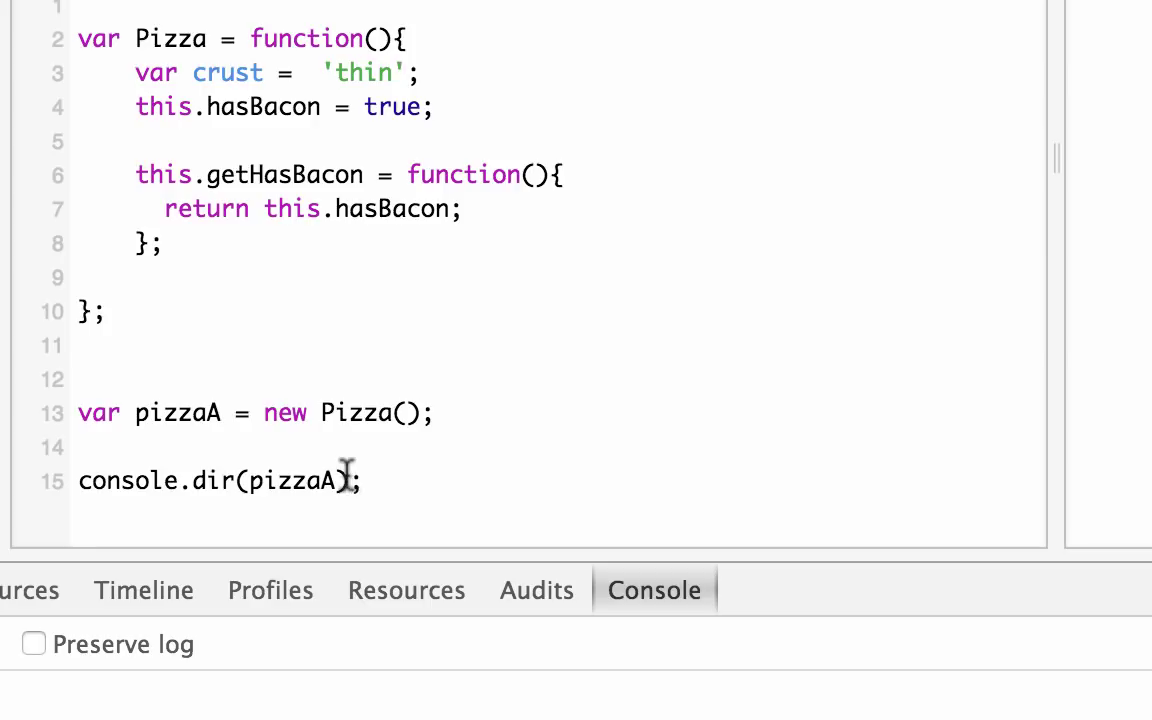 1
2 var Pizza = function(){
3 var crust = 'thin';
4 this.hasBacon = true;
5
6 this.getHasBacon = function(){
7 return this.hasBacon;
8 };
9
10 };
11
12
13 var pizzaA = new Pizza();
14
15 console.dir(pizzaA);
urces Timeline Profiles Resources Audits Console
Preserve log